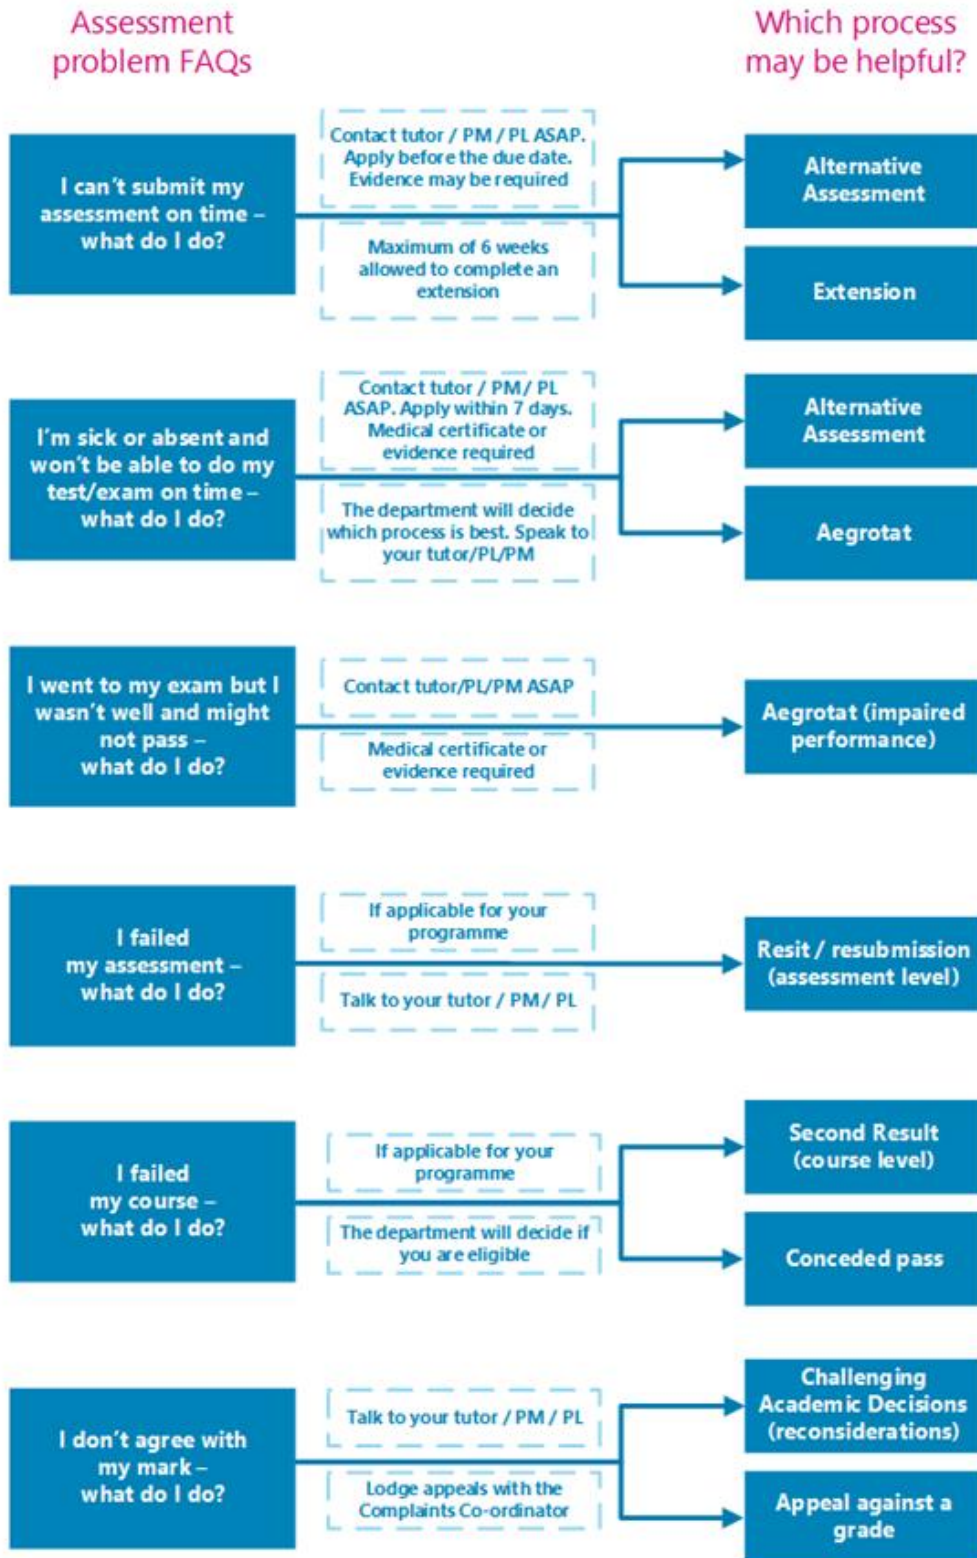 Assessment
problem FAQs
Which process
may be helpful?
I can't submit my
assessment on time –
what do I do?
Contact tutor / PM / PL ASAP.
Apply before the due date.
Evidence may be required
Maximum of 6 weeks
allowed to complete an
extension
Alternative
Assessment
Extension
I'm sick or absent and
won't be able to do my
test/exam on time –
what do I do?
Contact tutor / PM / PL
ASAP. Apply within 7 days.
Medical certificate or
evidence required
The department will decide
which process is best. Speak to
your tutor/PL/PM
Alternative
Assessment
Aegrotat
I went to my exam but I
wasn't well and might
not pass –
what do I do?
Contact tutor/PL/PM ASAP
Medical certificate or
evidence required
Aegrotat (impaired
performance)
I failed
my assessment –
what do I do?
If applicable for your
programme
Talk to your tutor / PM / PL
Resit / resubmission
(assessment level)
I failed
my course –
what do I do?
If applicable for your
programme
The department will decide if
you are eligible
Second Result
(course level)
Conceded pass
I don't agree with
my mark –
what do I do?
Talk to your tutor / PM / PL
Lodge appeals with the
Complaints Co-ordinator
Challenging
Academic Decisions
(reconsiderations)
Appeal against a
grade